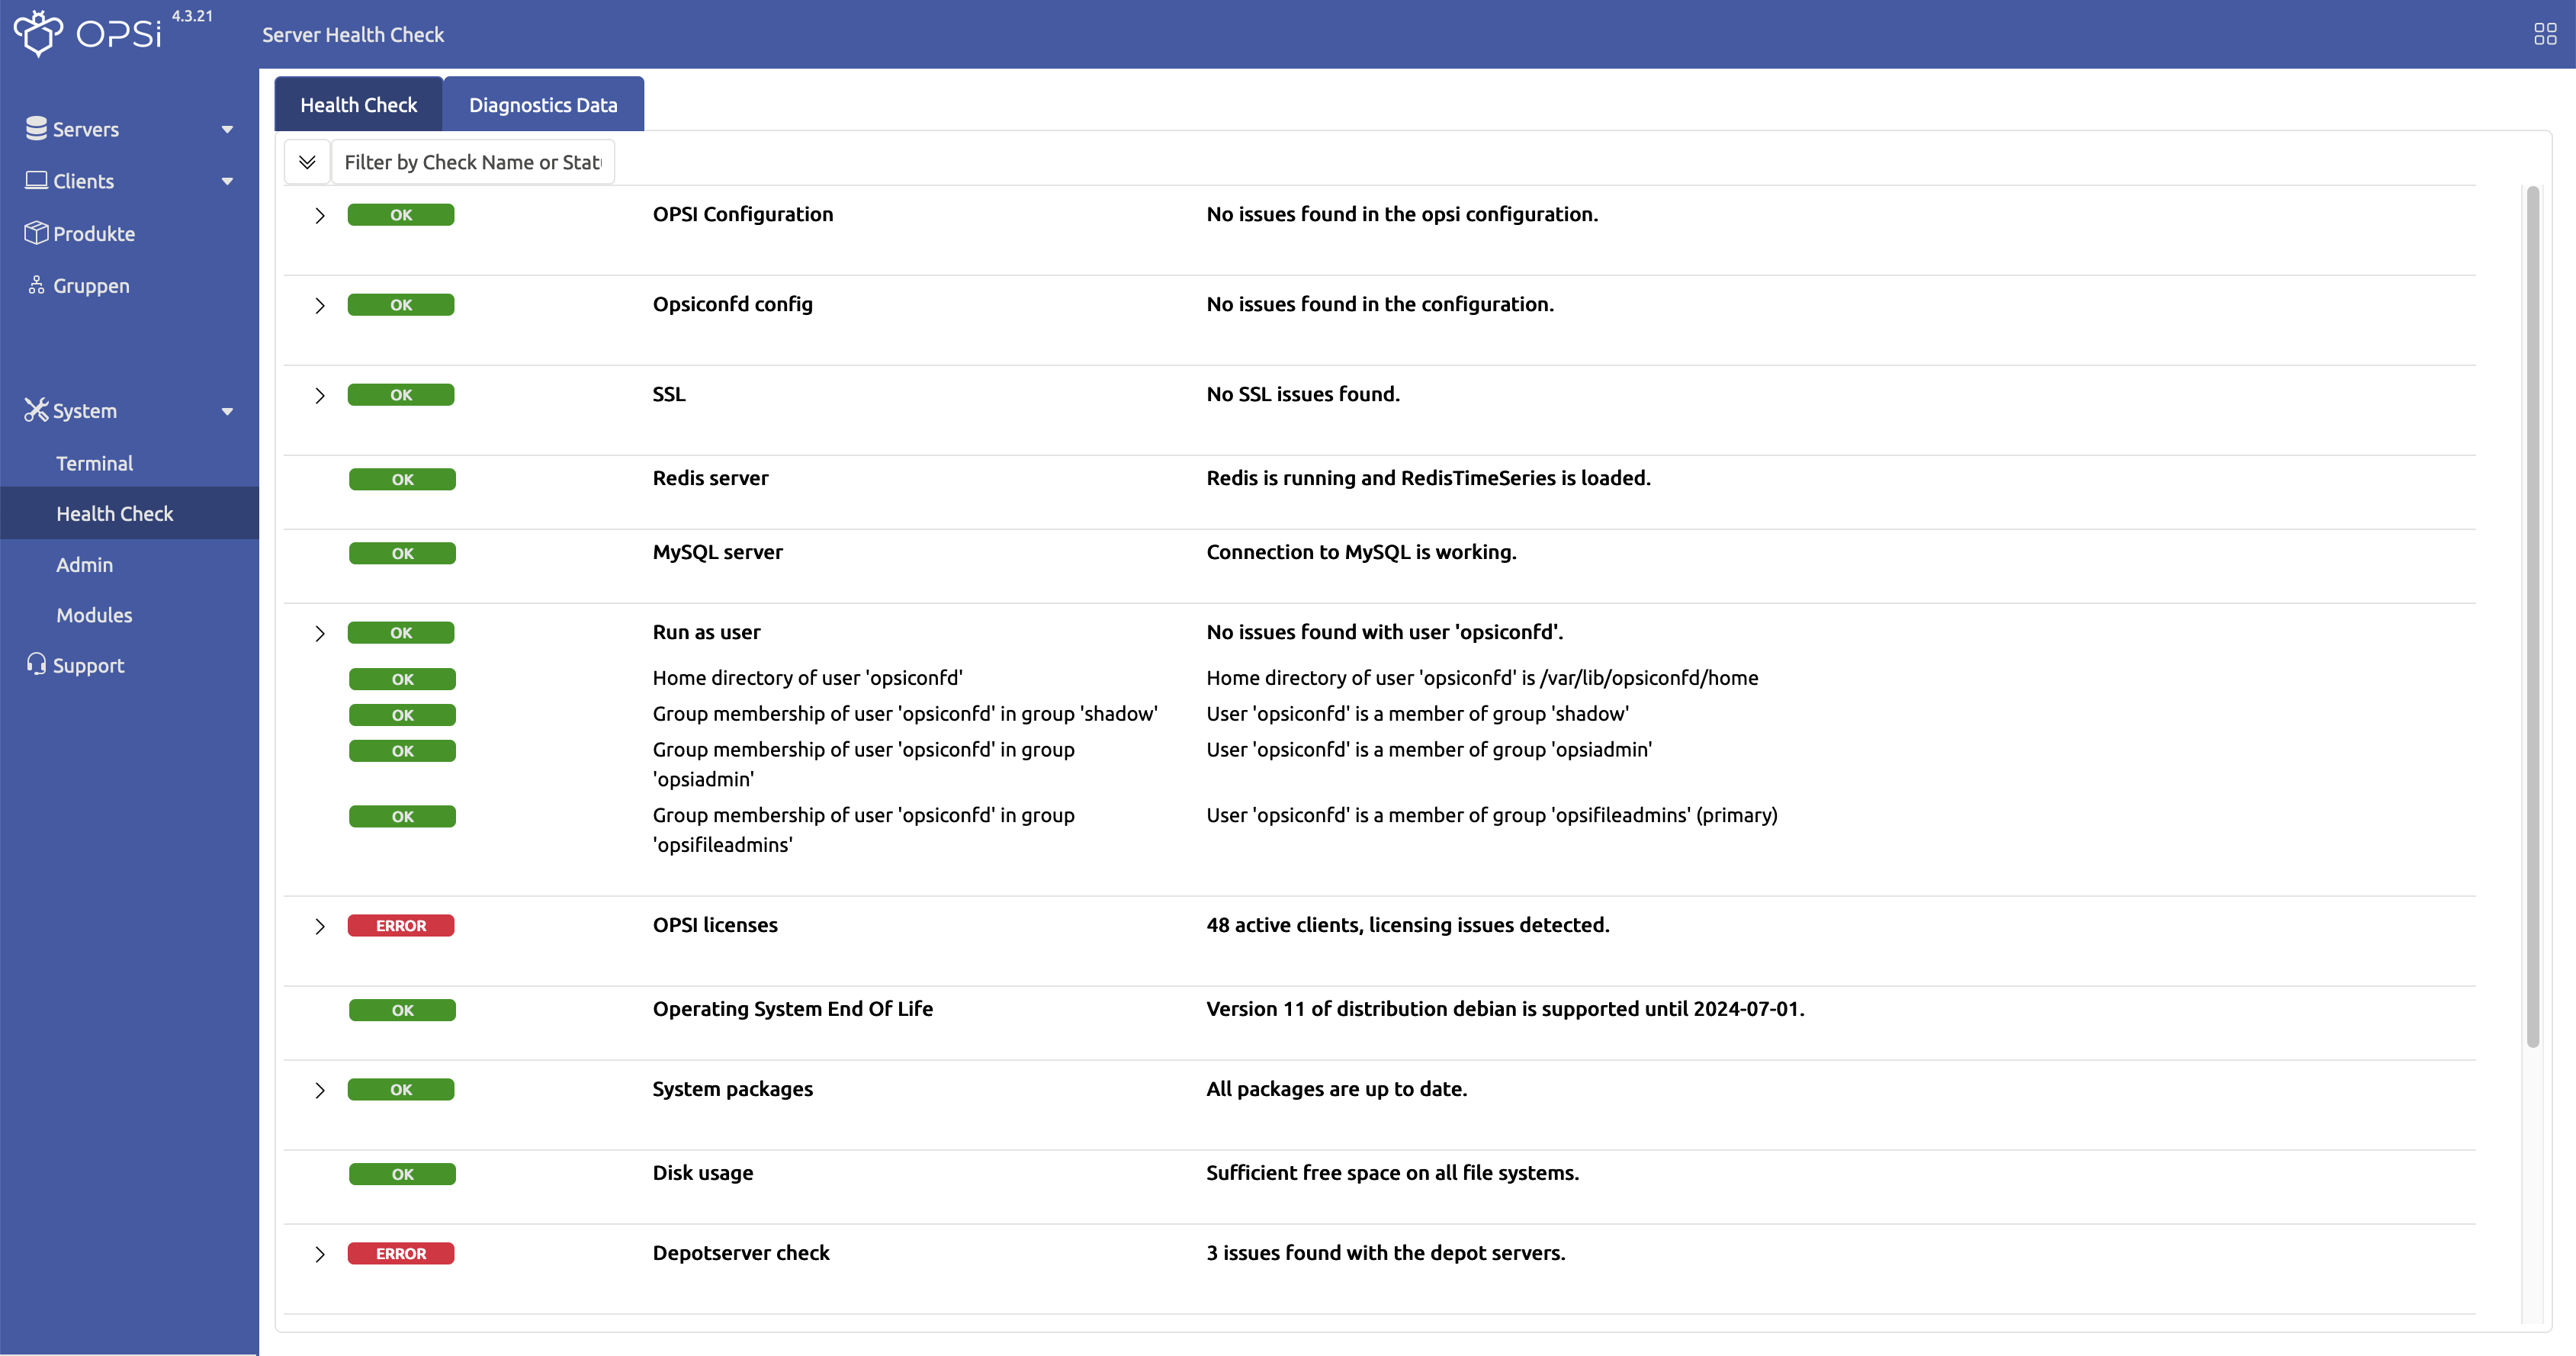 OPSi 4.3.21
Server Health Check
Servers
Clients
Produkte
Gruppen
System
Terminal
Health Check
Admin
Modules
Support
Health Check Diagnostics Data
Filter by Check Name or Stat
OK OPSI Configuration No issues found in the opsi configuration.
OK Opsiconfd config No issues found in the configuration.
OK SSL No SSL issues found.
OK Redis server Redis is running and RedisTimeSeries is loaded.
OK MySQL server Connection to MySQL is working.
OK Run as user No issues found with user 'opsiconfd'.
OK Home directory of user 'opsiconfd' Home directory of user 'opsiconfd' is /var/lib/opsiconfd/home
OK Group membership of user 'opsiconfd' in group 'shadow' User 'opsiconfd' is a member of group 'shadow'
OK Group membership of user 'opsiconfd' in group User 'opsiconfd' is a member of group 'opsiadmin'
'opsiadmin'
OK Group membership of user 'opsiconfd' in group User 'opsiconfd' is a member of group 'opsifileadmins' (primary)
'opsifileadmins'
ERROR OPSI licenses 48 active clients, licensing issues detected.
OK Operating System End Of Life Version 11 of distribution debian is supported until 2024-07-01.
OK System packages All packages are up to date.
OK Disk usage Sufficient free space on all file systems.
ERROR Depotserver check 3 issues found with the depot servers.